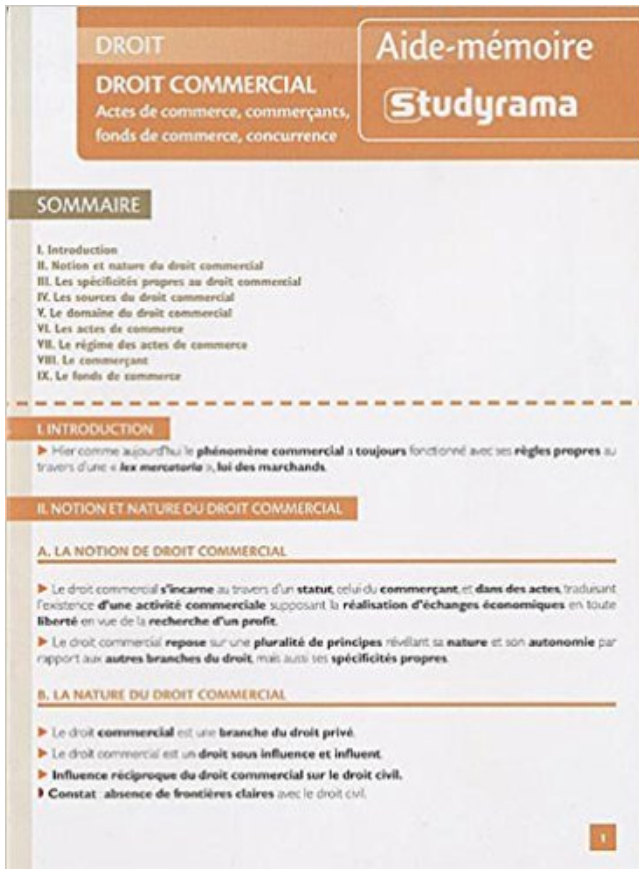 DROIT
DROIT COMMERCIAL
Actes de commerce, commerçants,
fonds de commerce, concurrence
Aide-mémoire
Studyrama
SOMMAIRE
I. Introduction
II. Notion et nature du droit commercial
III. Les spécificités propres au droit commercial
IV. Les sources du droit commercial
V. Le domaine du droit commercial
VI. Les actes de commerce
VII. Le régime des actes de commerce
VIII. Le commerçant
IX. Le fonds de commerce
I. INTRODUCTION
▶ Hier comme aujourd'hui le phénomène commercial a toujours fonctionné avec ses règles propres au
travers d'une « lex mercatoria », loi des marchands.
II. NOTION ET NATURE DU DROIT COMMERCIAL
A. LA NOTION DE DROIT COMMERCIAL
▶ Le droit commercial s'incarne au travers d'un statut, celui du commerçant, et dans des actes, traduisant
l'existence d'une activité commerciale supposant la réalisation d'échanges économiques en toute
liberté en vue de la recherche d'un profit.
▶ Le droit commercial repose sur une pluralité de principes révélant sa nature et son autonomie par
rapport aux autres branches du droit, mais aussi ses spécificités propres.
B. LA NATURE DU DROIT COMMERCIAL
▶ Le droit commercial est une branche du droit privé.
▶ Le droit commercial est un droit sous influence et influent.
▶ Influence réciproque du droit commercial sur le droit civil.
Constat : absence de frontières claires avec le droit civil.
1